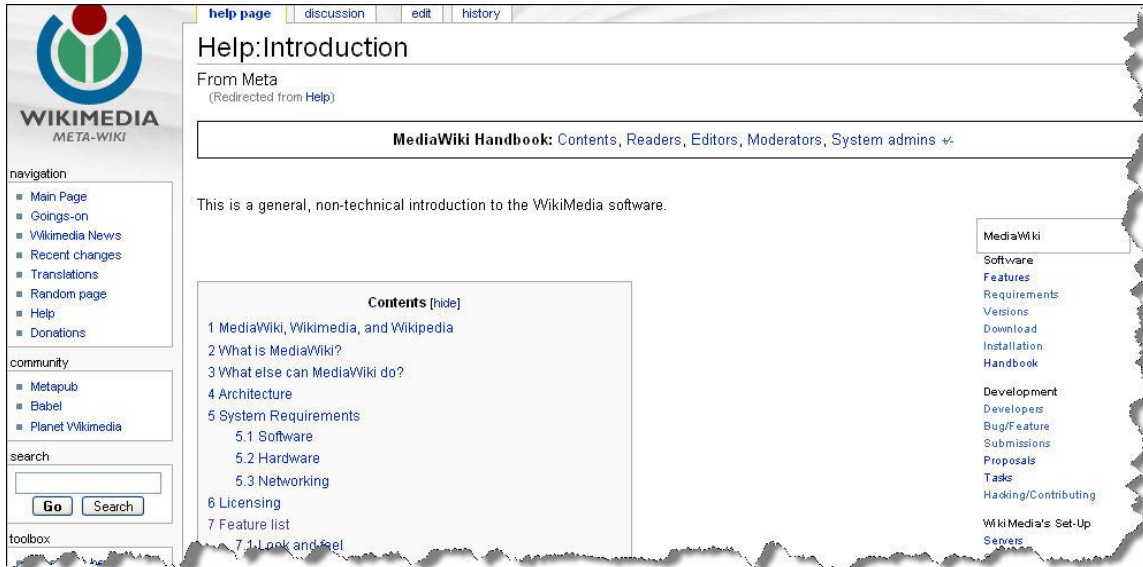 help page discussion edit history
Help:Introduction
From Meta
(Redirected from Help)
WIKIMEDIA
META-WIKI
MediaWiki Handbook: Contents, Readers, Editors, Moderators, System admins +/-
navigation
Main Page
Goings-on
Wikimedia News
Recent changes
Translations
Random page
Help
Donations
community
Metapub
Babel
Planet Wikimedia
search
Go Search
toolbox
This is a general, non-technical introduction to the WikiMedia software.
Contents [hide]
1 MediaWiki, Wikimedia, and Wikipedia
2 What is MediaWiki?
3 What else can MediaWiki do?
4 Architecture
5 System Requirements
5.1 Software
5.2 Hardware
5.3 Networking
6 Licensing
7 Feature list
7.1 Look and feel
MediaWiki
Software
Features
Requirements
Versions
Download
Installation
Handbook
Development
Developers
Bug/Feature
Submissions
Proposals
Tasks
Hacking/Contributing
WikiMedia's Set-Up
Servers